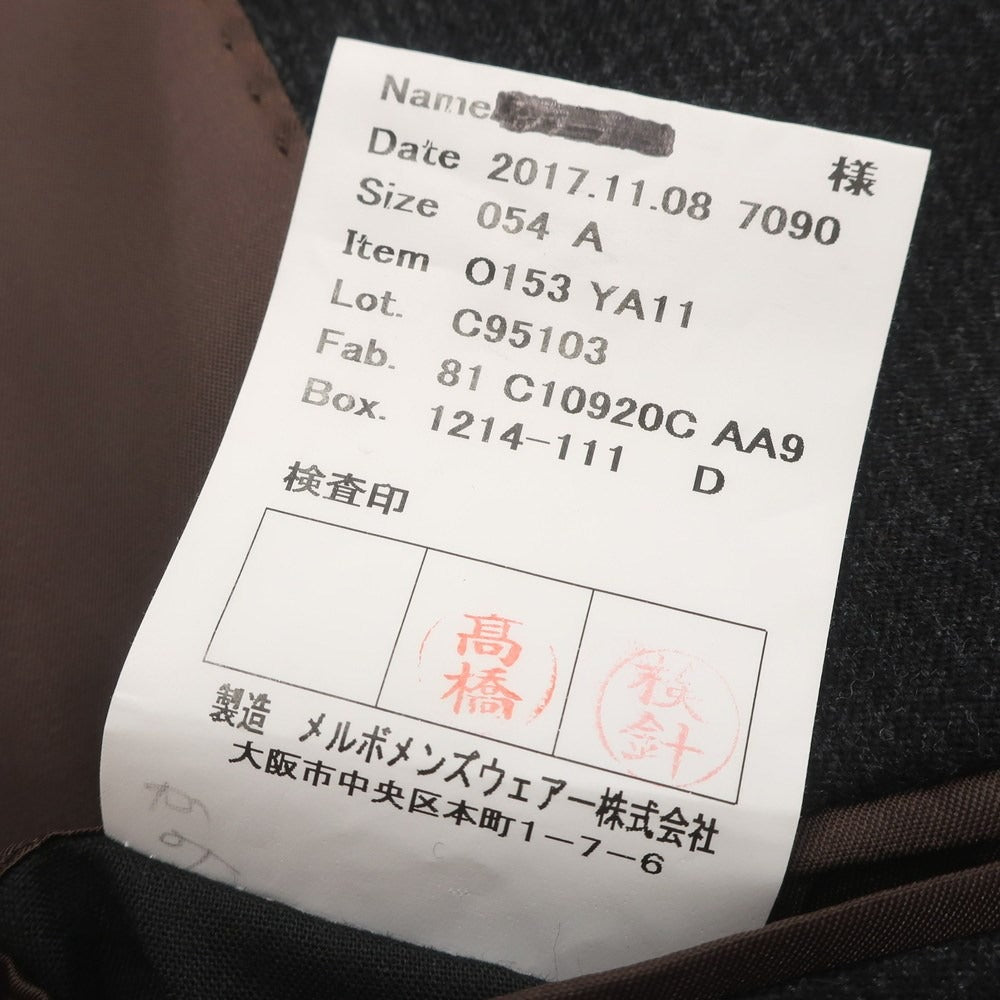 Name 様
Date 2017.11.08 7090
Size 054 A
Item O153 YA11
Lot. C95103
Fab. 81 C10920C AA9
Box. 1214-111 D
検査印
髙橋
検針
製造 メルボメンズウェアー株式会社
大阪市中央区本町1-7-6